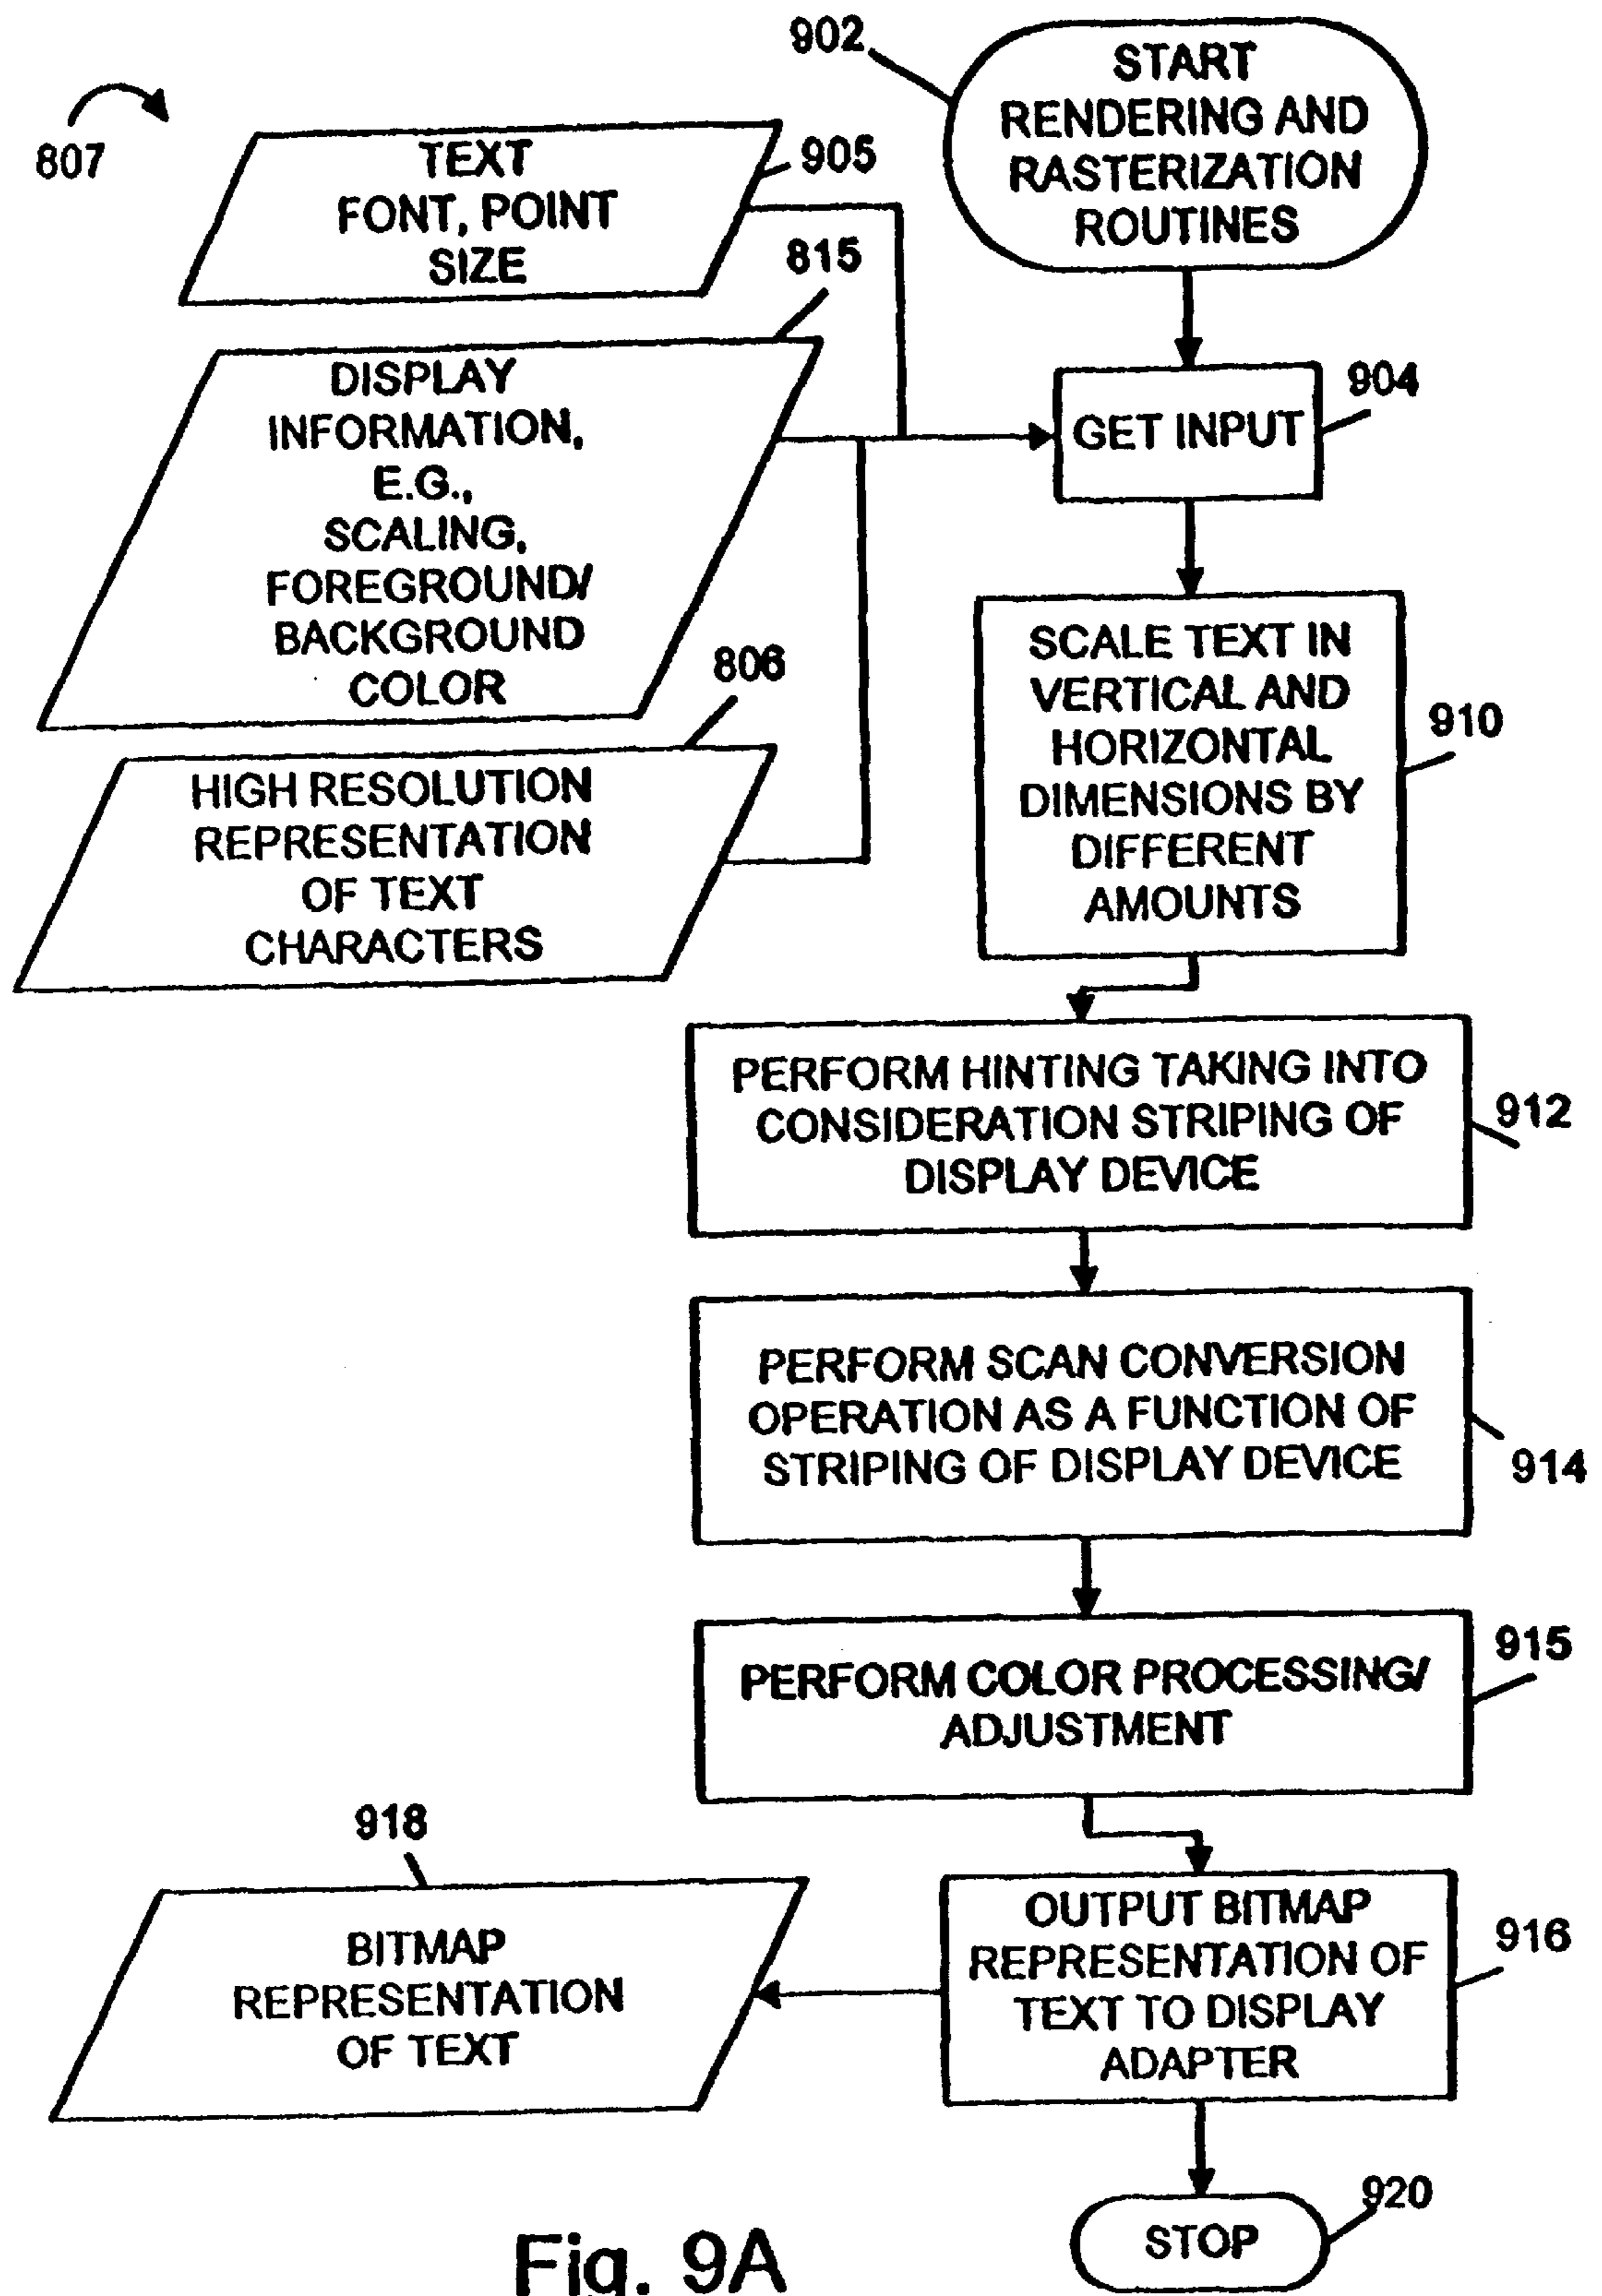 902
START
RENDERING AND
RASTERIZATION
ROUTINES
807
TEXT
FONT, POINT
SIZE
905
815
DISPLAY
INFORMATION,
E.G.,
SCALING,
FOREGROUND/
BACKGROUND
COLOR
GET INPUT
904
806
HIGH RESOLUTION
REPRESENTATION
OF TEXT
CHARACTERS
SCALE TEXT IN
VERTICAL AND
HORIZONTAL
DIMENSIONS BY
DIFFERENT
AMOUNTS
910
PERFORM HINTING TAKING INTO
CONSIDERATION STRIPING OF
DISPLAY DEVICE
912
PERFORM SCAN CONVERSION
OPERATION AS A FUNCTION OF
STRIPING OF DISPLAY DEVICE
914
PERFORM COLOR PROCESSING/
ADJUSTMENT
915
918
BITMAP
REPRESENTATION
OF TEXT
OUTPUT BITMAP
REPRESENTATION OF
TEXT TO DISPLAY
ADAPTER
916
STOP
920
Fig. 9A